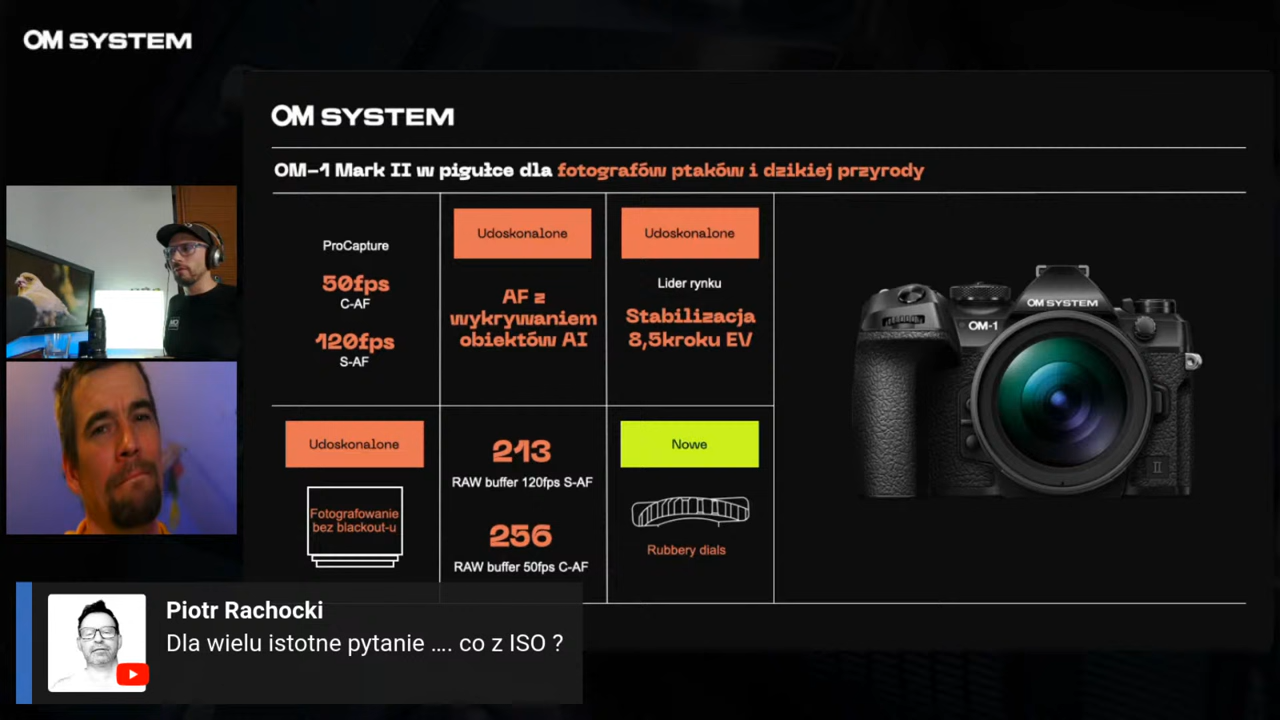 OM SYSTEM
OM SYSTEM
OM-1 Mark II w pigułce dla fotografów ptaków i dzikiej przyrody
ProCapture
50fps
C-AF
120fps
S-AF
Udoskonalone
AF z
wykrywaniem
obiektów AI
Udoskonalone
Lider rynku
Stabilizacja
8,5kroku EV
Udoskonalone
Fotografowanie
bez blackout-u
213
RAW buffer 120fps S-AF
256
RAW buffer 50fps C-AF
Nowe
Rubbery dials
OM SYSTEM
OM-1
II
Piotr Rachocki
Dla wielu istotne pytanie .... co z ISO ?